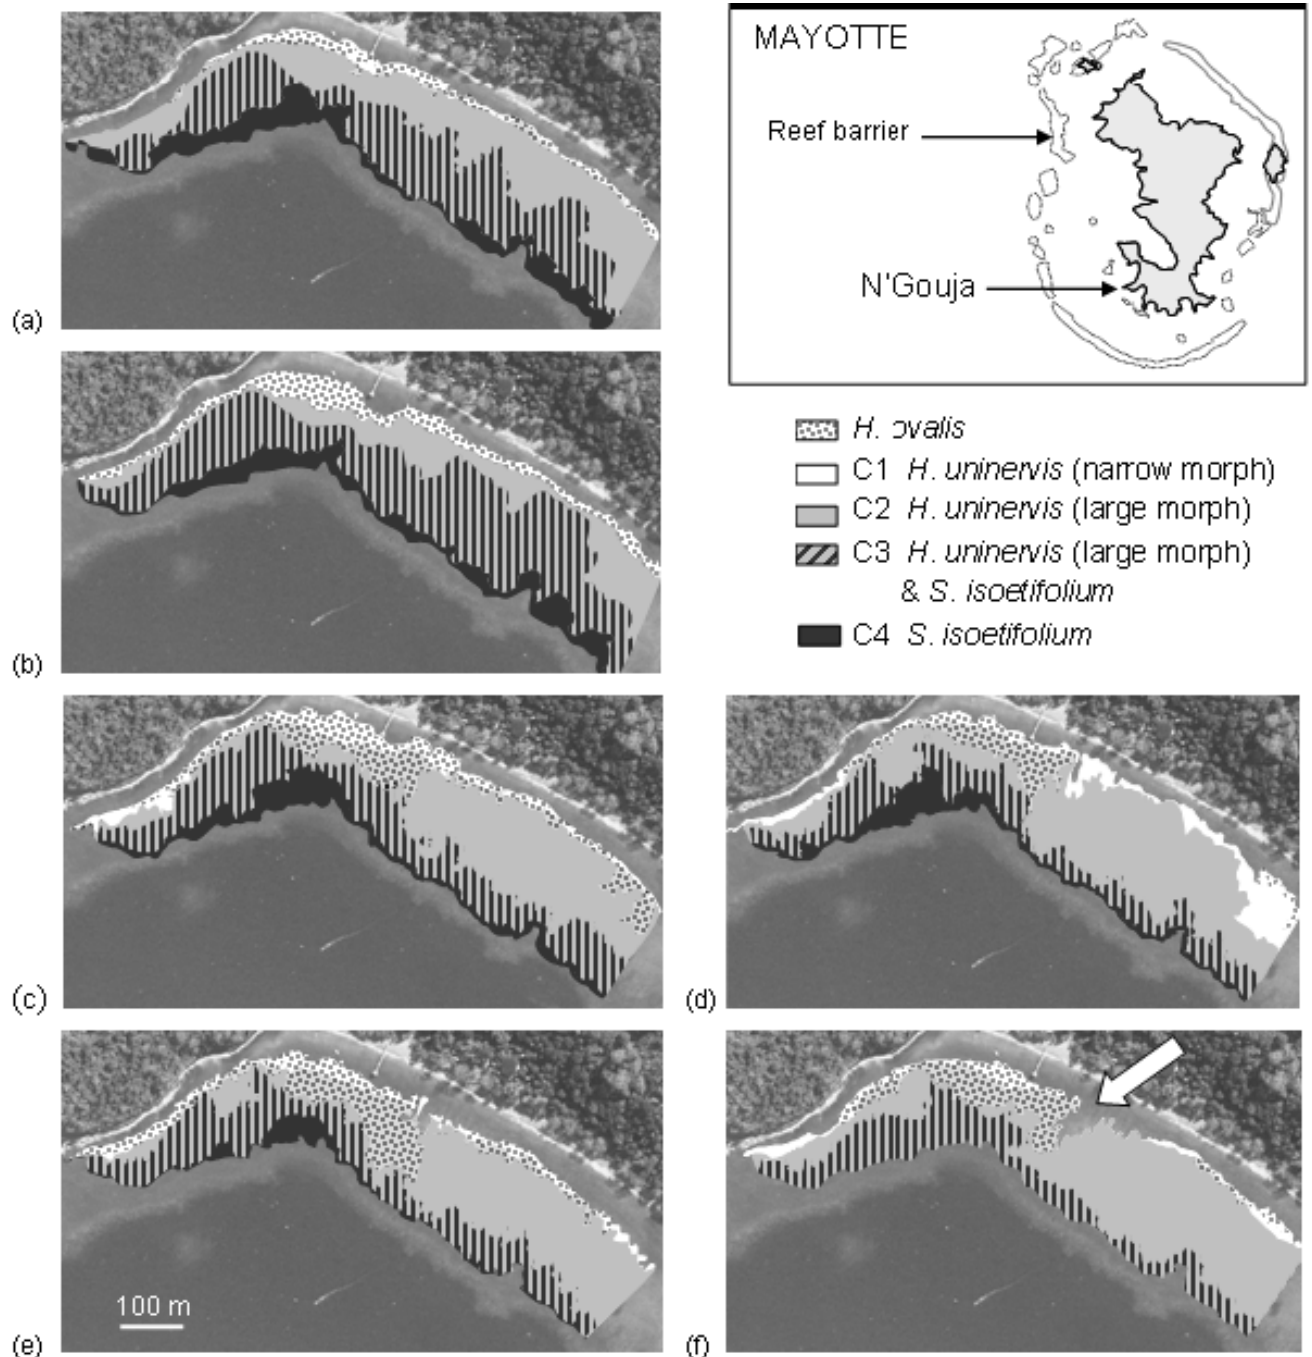 MAYOTTE
Reef barrier
N'Gouja
(a)
(b)
H. ovalis
C1 H. uninervis (narrow morph)
C2 H. uninervis (large morph)
C3 H. uninervis (large morph)
& S. isoetifolium
C4 S. isoetifolium
(c)
(d)
100 m
(e)
(f)